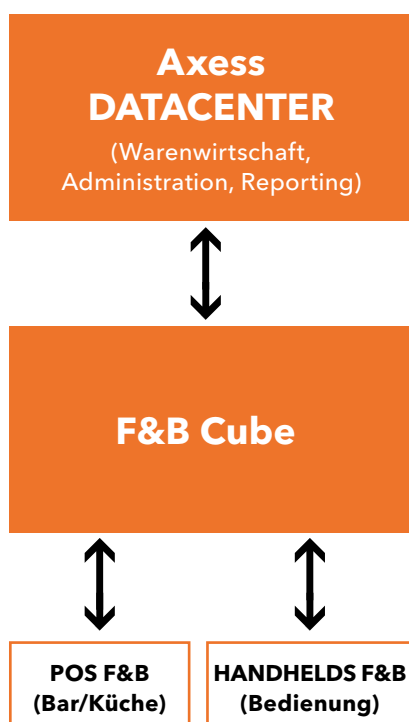 Axess
DATACENTER
(Warenwirtschaft,
Administration, Reporting)
F&B Cube
POS F&B
(Bar/Küche)
HANDHELDS F&B
(Bedienung)